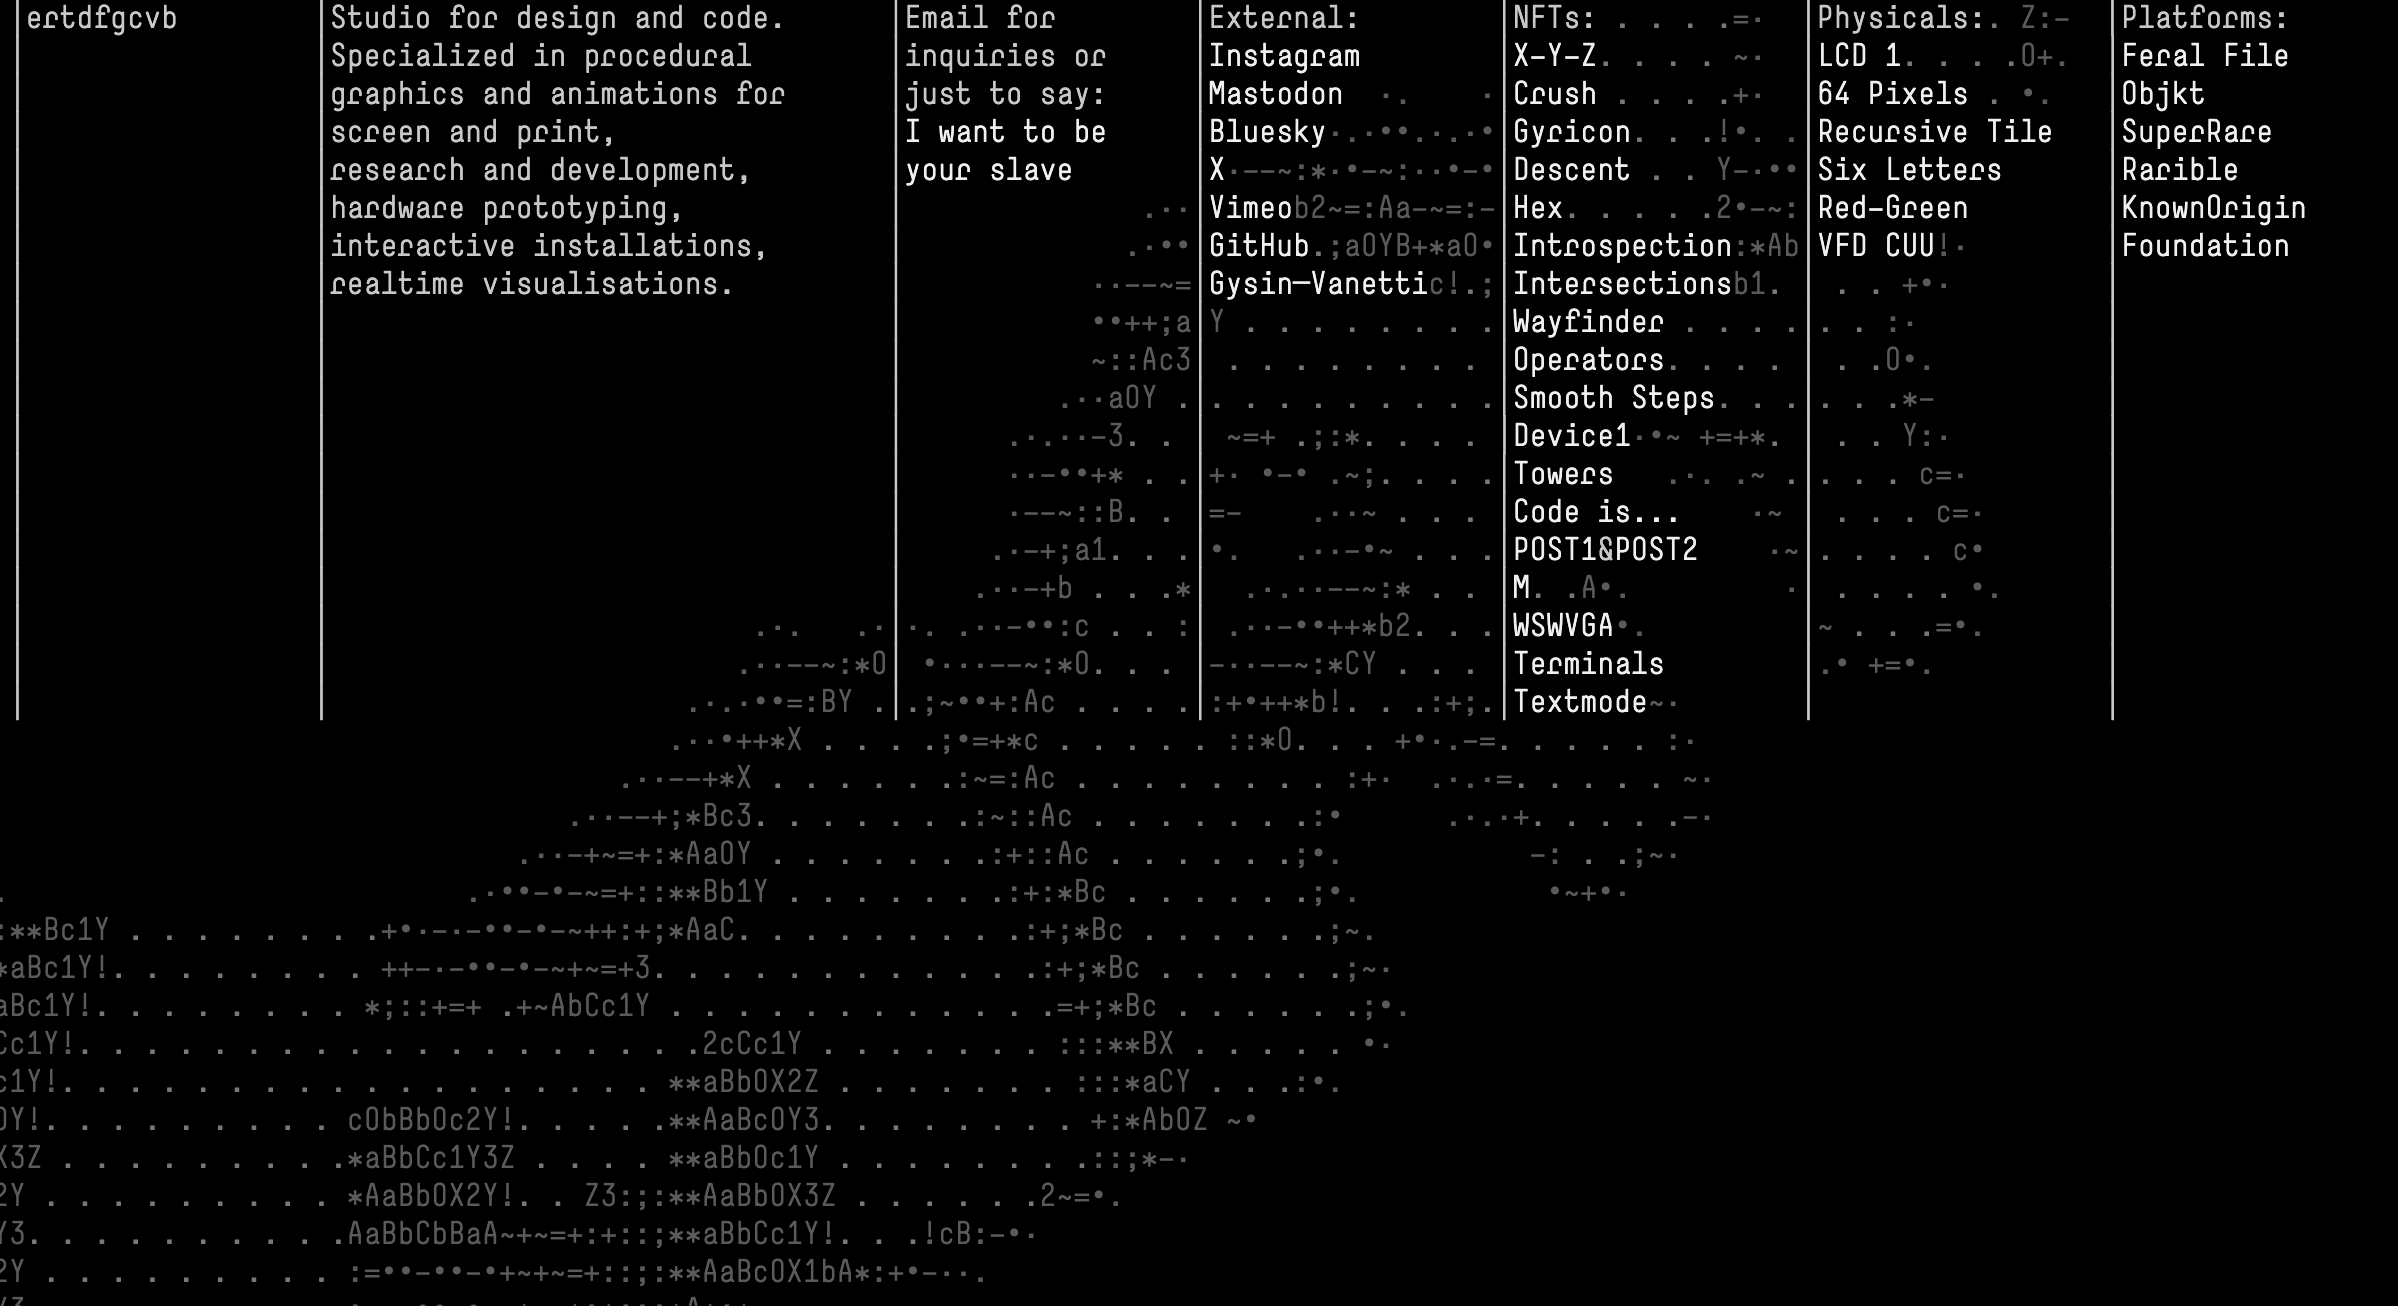 ertdfgcvb
Studio for design and code.
Specialized in procedural
graphics and animations for
screen and print,
research and development,
hardware prototyping,
interactive installations,
realtime visualisations.
Email for
inquiries or
just to say:
I want to be
your slave
External:
Instagram
Mastodon
Bluesky
X
Vimeo
GitHub
Gysin—Vanetti
NFTs:
X-Y-Z
Crush
Gyricon
Descent
Hex
Introspection
Intersections
Wayfinder
Operators
Smooth Steps
Device1
Towers
Code is...
POST1&POST2
M
WSWVGA
Terminals
Textmode
Physicals:
LCD 1
64 Pixels
Recursive Tile
Six Letters
Red-Green
VFD CUU
Platforms:
Feral File
Objkt
SuperRare
Rarible
KnownOrigin
Foundation